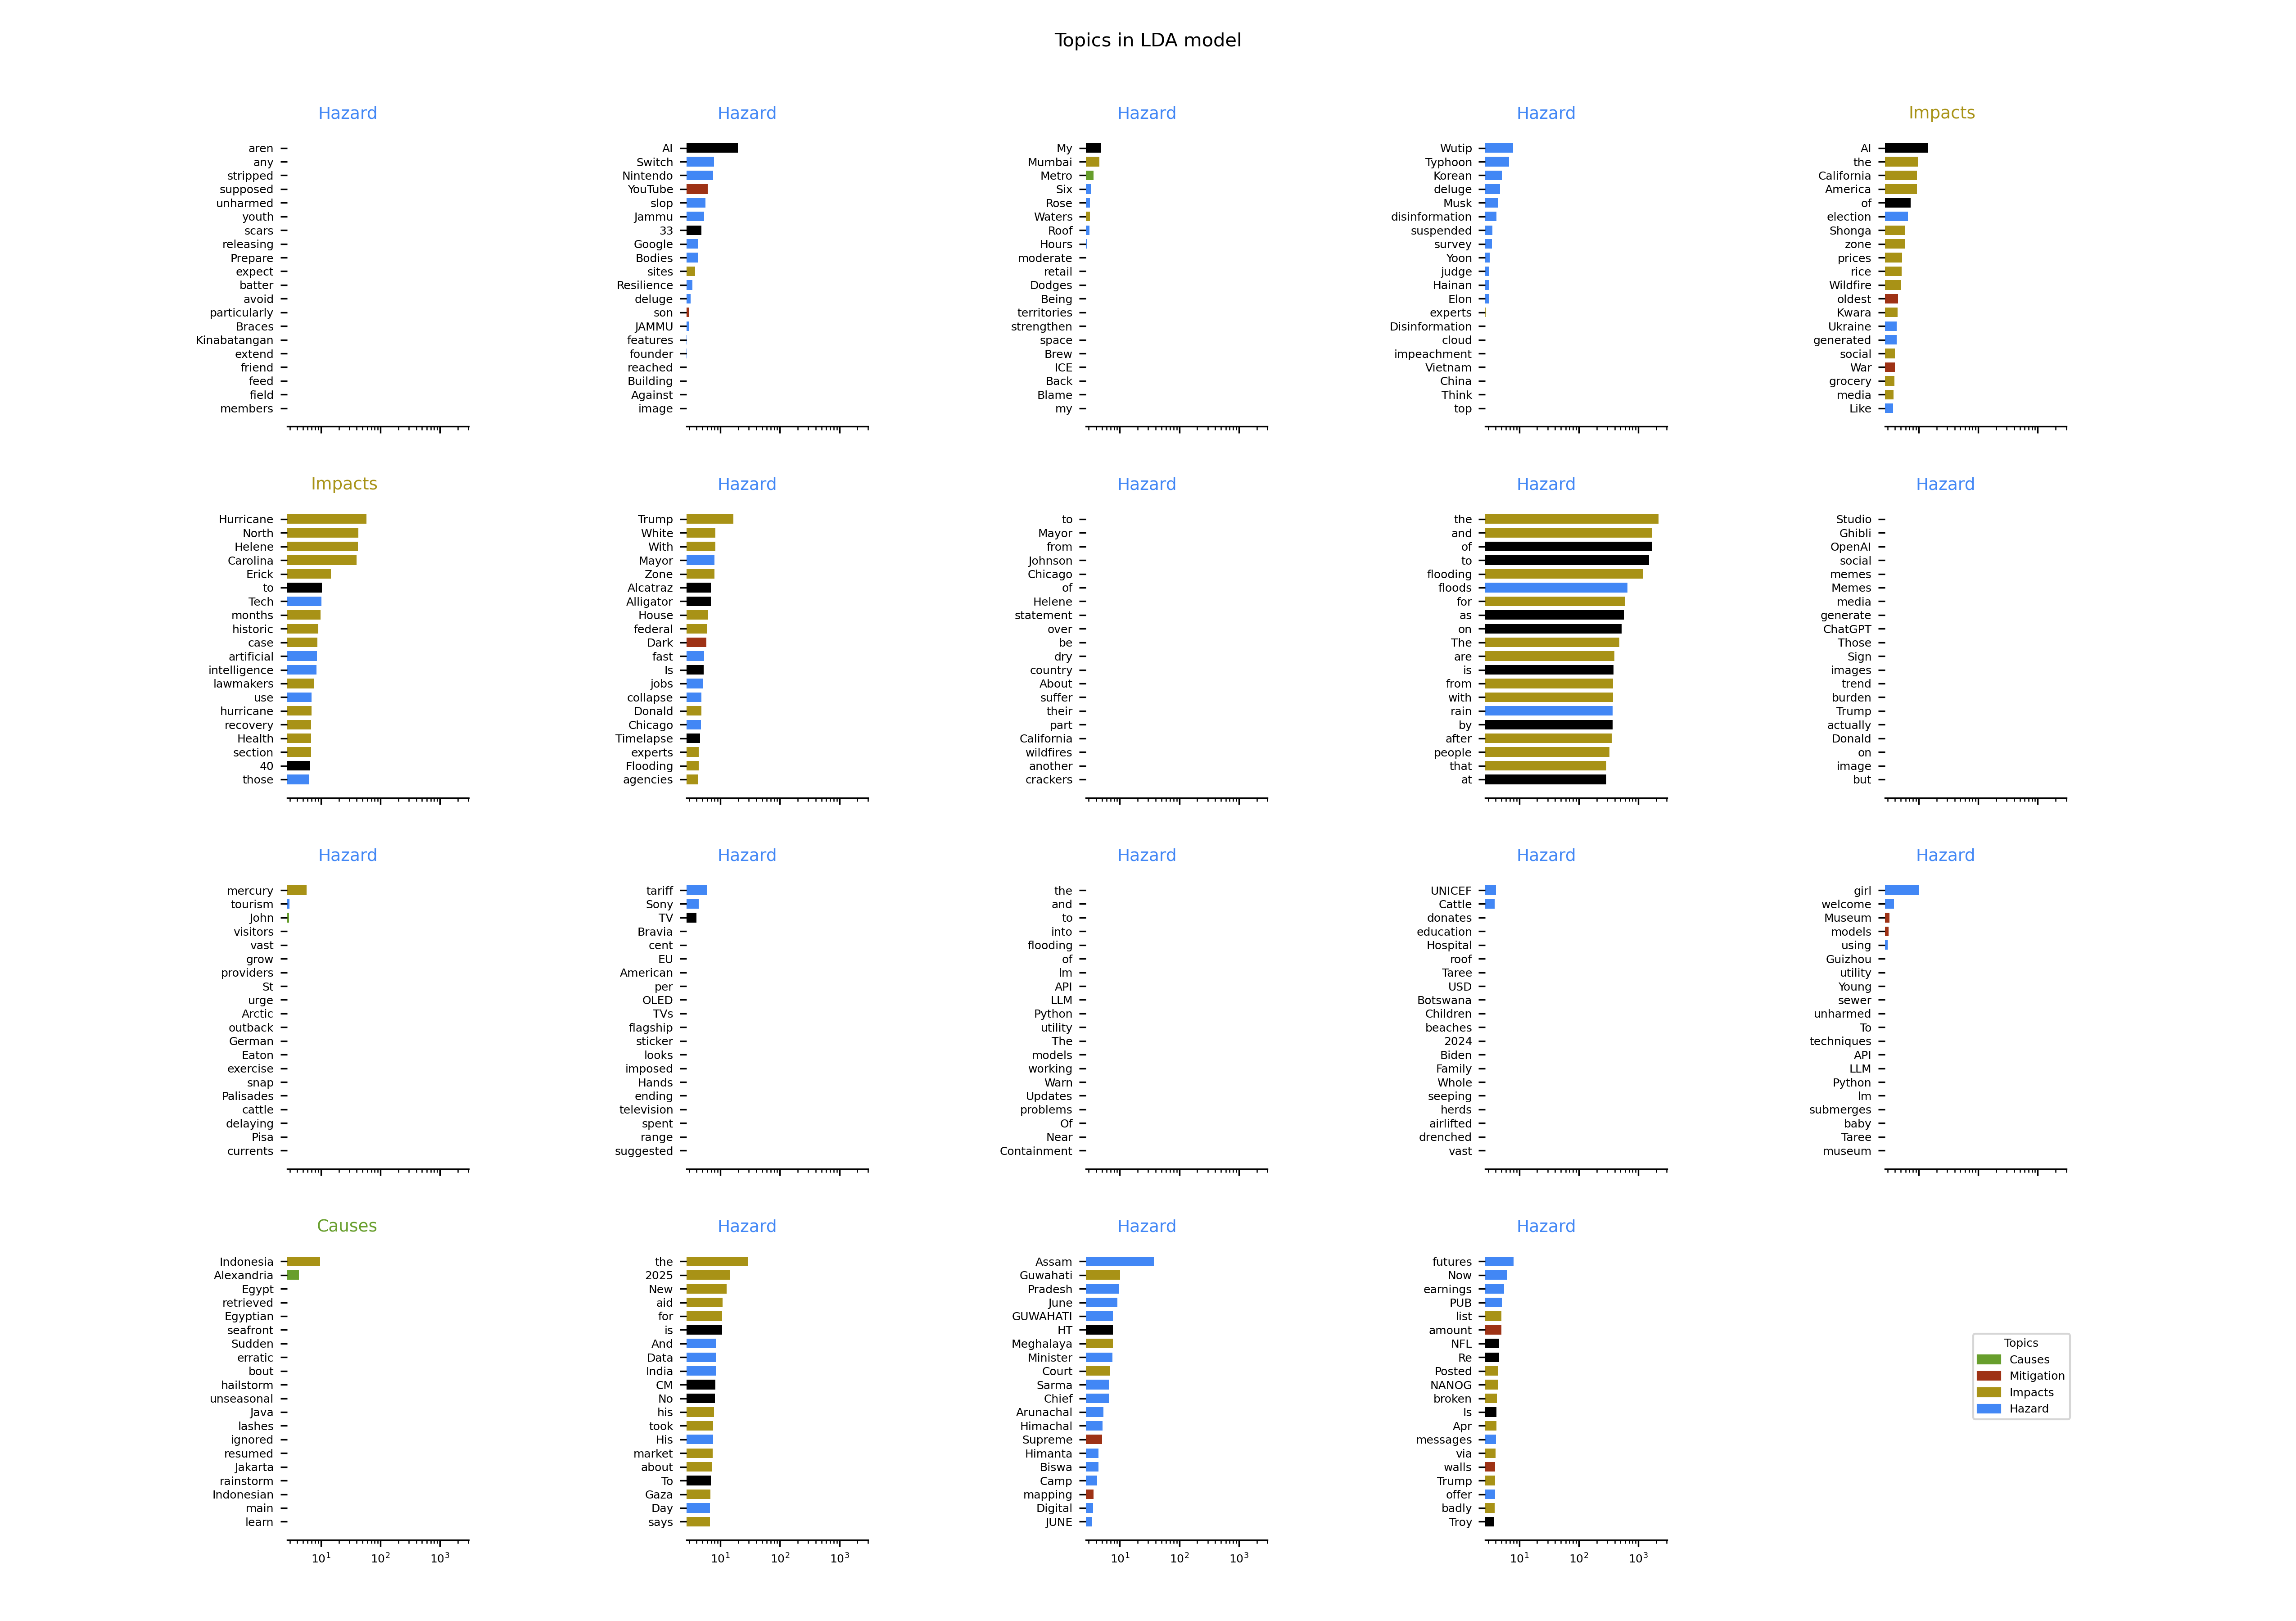 Topics in LDA model
Hazard
aren
any
stripped
supposed
unharmed
youth
scars
releasing
Prepare
expect
batter
avoid
particularly
Braces
Kinabatangan
extend
friend
feed
field
members
Hazard
AI
Switch
Nintendo
YouTube
slop
Jammu
33
Google
Bodies
sites
Resilience
deluge
son
JAMMU
features
founder
reached
Building
Against
image
Hazard
My
Mumbai
Metro
Six
Rose
Waters
Roof
Hours
moderate
retail
Dodges
Being
territories
strengthen
space
Brew
ICE
Back
Blame
my
Hazard
Wutip
Typhoon
Korean
deluge
Musk
disinformation
suspended
survey
Yoon
judge
Hainan
Elon
experts
Disinformation
cloud
impeachment
Vietnam
China
Think
top
Impacts
AI
the
California
America
of
election
Shonga
zone
prices
rice
Wildfire
oldest
Kwara
Ukraine
generated
social
War
grocery
media
Like
Impacts
Hurricane
North
Helene
Carolina
Erick
to
Tech
months
historic
case
artificial
intelligence
lawmakers
use
hurricane
recovery
Health
section
40
those
Hazard
Trump
White
With
Mayor
Zone
Alcatraz
Alligator
House
federal
Dark
fast
Is
jobs
collapse
Donald
Chicago
Timelapse
experts
Flooding
agencies
Hazard
to
Mayor
from
Johnson
Chicago
of
Helene
statement
over
be
dry
country
About
suffer
their
part
California
wildfires
another
crackers
Hazard
the
and
of
to
flooding
floods
for
as
on
The
are
is
from
with
rain
by
after
people
that
at
Hazard
Studio
Ghibli
OpenAI
social
memes
Memes
media
generate
ChatGPT
Those
Sign
images
trend
burden
Trump
actually
Donald
on
image
but
Hazard
mercury
tourism
John
visitors
vast
grow
providers
St
urge
Arctic
outback
German
Eaton
exercise
snap
Palisades
cattle
delaying
Pisa
currents
Hazard
tariff
Sony
TV
Bravia
cent
EU
American
per
OLED
TVs
flagship
sticker
looks
imposed
Hands
ending
television
spent
range
suggested
Hazard
the
and
to
into
flooding
of
lm
API
LLM
Python
utility
The
models
working
Warn
Updates
problems
Of
Near
Containment
Hazard
UNICEF
Cattle
donates
education
Hospital
roof
Taree
USD
Botswana
Children
beaches
2024
Biden
Family
Whole
seeping
herds
airlifted
drenched
vast
Hazard
girl
welcome
Museum
models
using
Guizhou
utility
Young
sewer
unharmed
To
techniques
API
LLM
Python
lm
submerges
baby
Taree
museum
Causes
Indonesia
Alexandria
Egypt
retrieved
Egyptian
seafront
Sudden
erratic
bout
hailstorm
unseasonal
Java
lashes
ignored
resumed
Jakarta
rainstorm
Indonesian
main
learn
10¹ 10² 10³
Hazard
the
2025
New
aid
for
is
And
Data
India
CM
No
his
took
His
market
about
To
Gaza
Day
says
10¹ 10² 10³
Hazard
Assam
Guwahati
Pradesh
June
GUWAHATI
HT
Meghalaya
Minister
Court
Sarma
Chief
Arunachal
Himachal
Supreme
Himanta
Biswa
Camp
mapping
Digital
JUNE
10¹ 10² 10³
Hazard
futures
Now
earnings
PUB
list
amount
NFL
Re
Posted
NANOG
broken
Is
Apr
messages
via
walls
Trump
offer
badly
Troy
10¹ 10² 10³
Topics
Causes
Mitigation
Impacts
Hazard